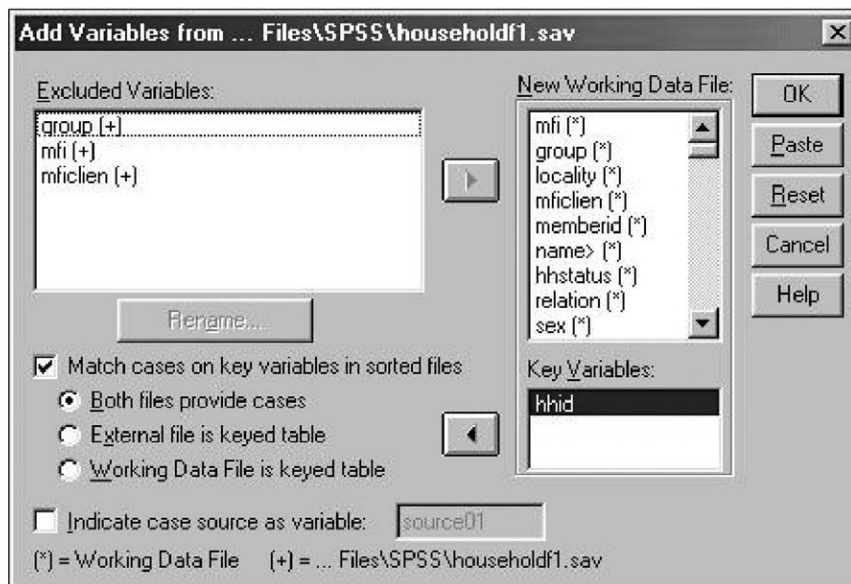 Add Variables from ... Files\SPSS\householdf1.sav
Excluded Variables:
group (+)
mfi (+)
mficlien (+)
Rename...
New Working Data File:
mfi (*)
group (*)
locality (*)
mficlien (*)
memberid (*)
name> (*)
hhstatus (*)
relation (*)
sex (*)
OK
Paste
Reset
Cancel
Help
Match cases on key variables in sorted files
Both files provide cases
External file is keyed table
Working Data File is keyed table
Key Variables:
hhid
Indicate case source as variable: source01
(*) = Working Data File (+) = ... Files\SPSS\householdf1.sav